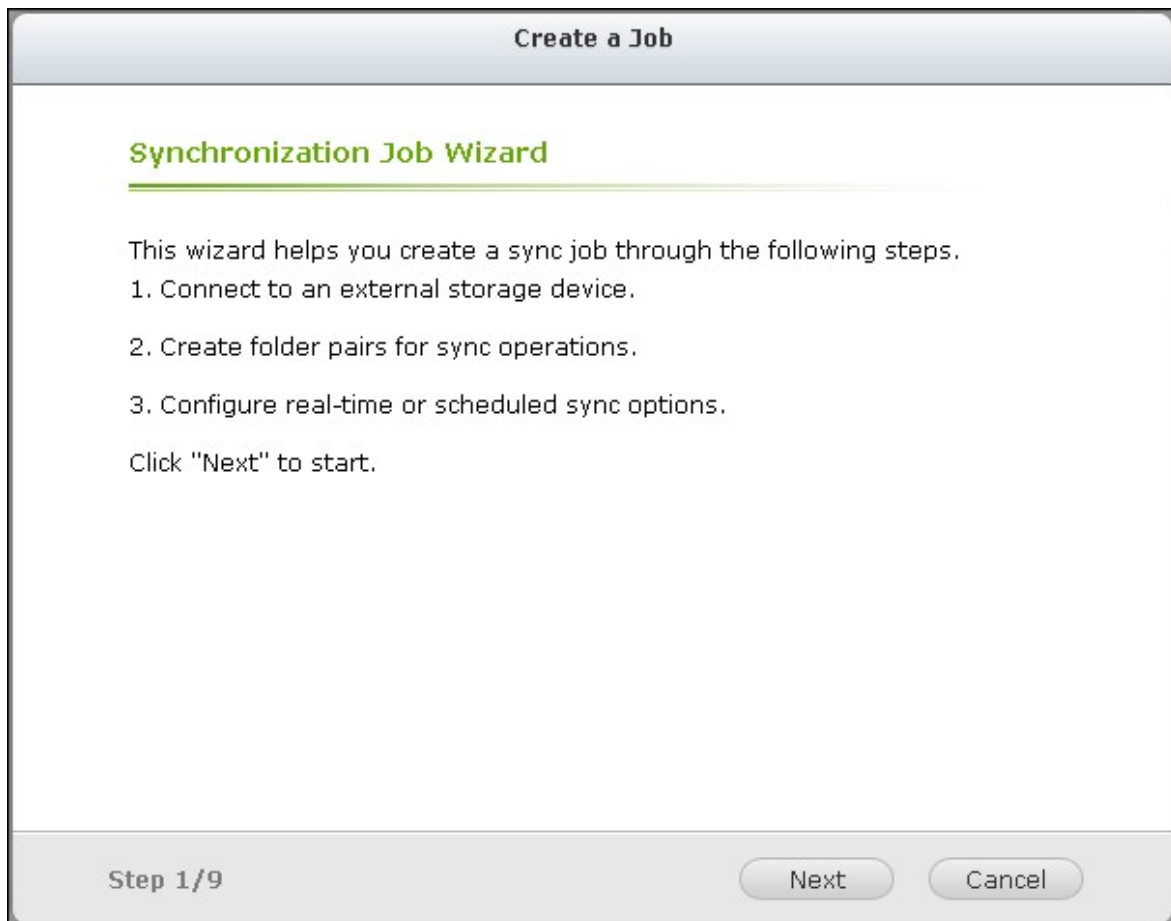 Create a Job
Synchronization Job Wizard
This wizard helps you create a sync job through the following steps.
1. Connect to an external storage device.
2. Create folder pairs for sync operations.
3. Configure real-time or scheduled sync options.
Click "Next" to start.
Step 1/9
Next
Cancel